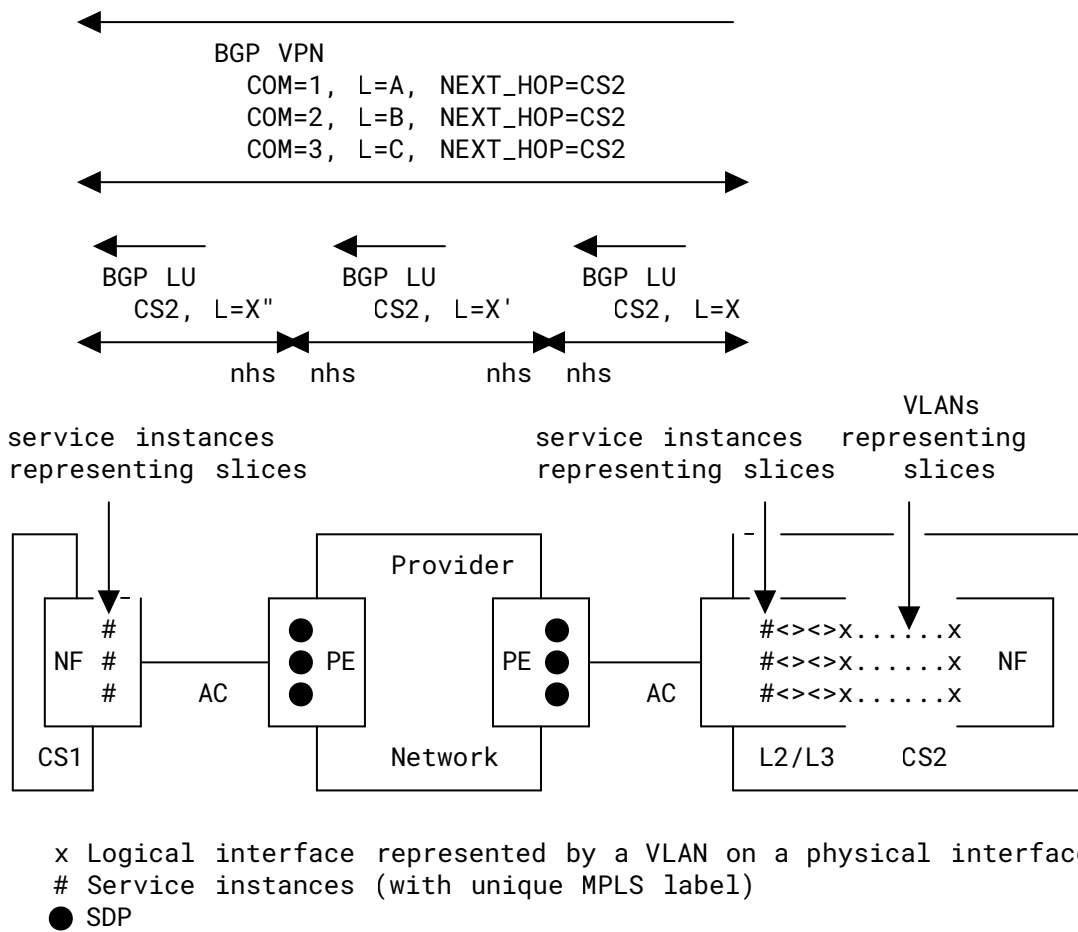 BGP VPN
COM=1, L=A, NEXT_HOP=CS2
COM=2, L=B, NEXT_HOP=CS2
COM=3, L=C, NEXT_HOP=CS2
BGP LU BGP LU BGP LU
CS2, L=X" CS2, L=X' CS2, L=X
nhs nhs nhs nhs
VLANs
service instances service instances representing
representing slices representing slices slices
Provider
# #<><>x......x
NF # PE PE #<><>x......x NF
# AC AC #<><>x......x
CS1 Network L2/L3 CS2
x Logical interface represented by a VLAN on a physical interface
# Service instances (with unique MPLS label)
● SDP